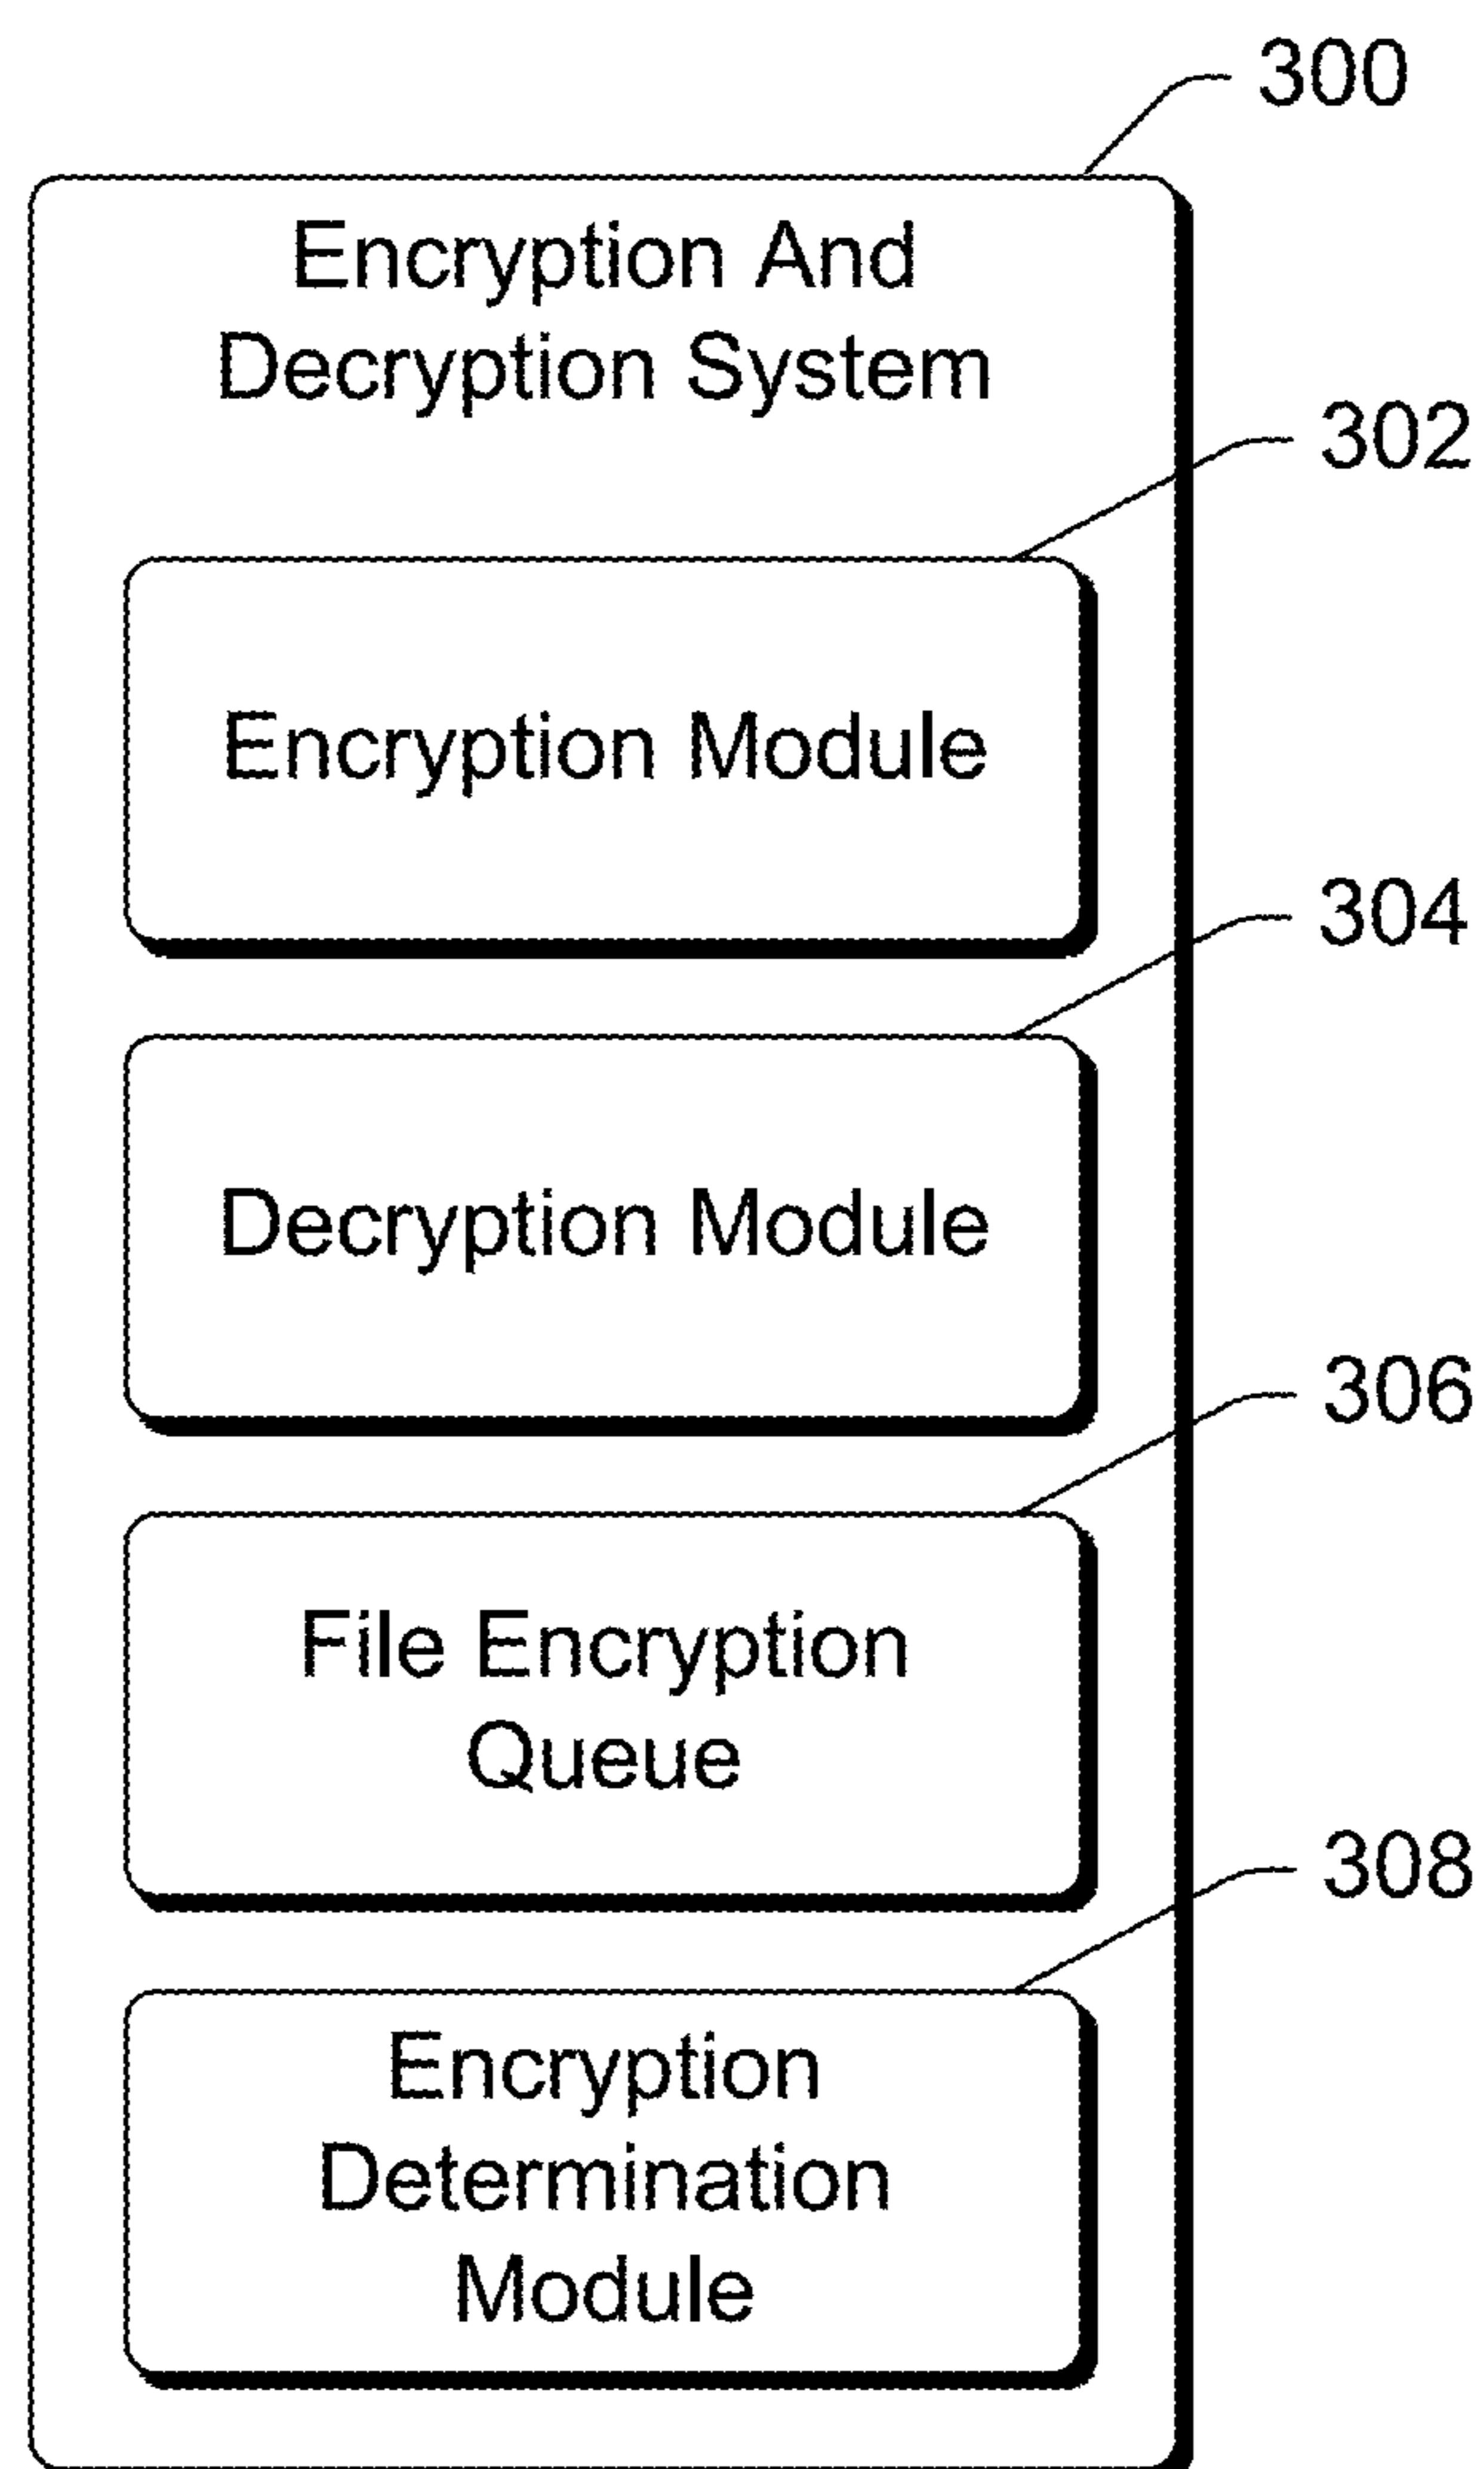 300
Encryption And
Decryption System
302
Encryption Module
304
Decryption Module
306
File Encryption
Queue
308
Encryption
Determination
Module